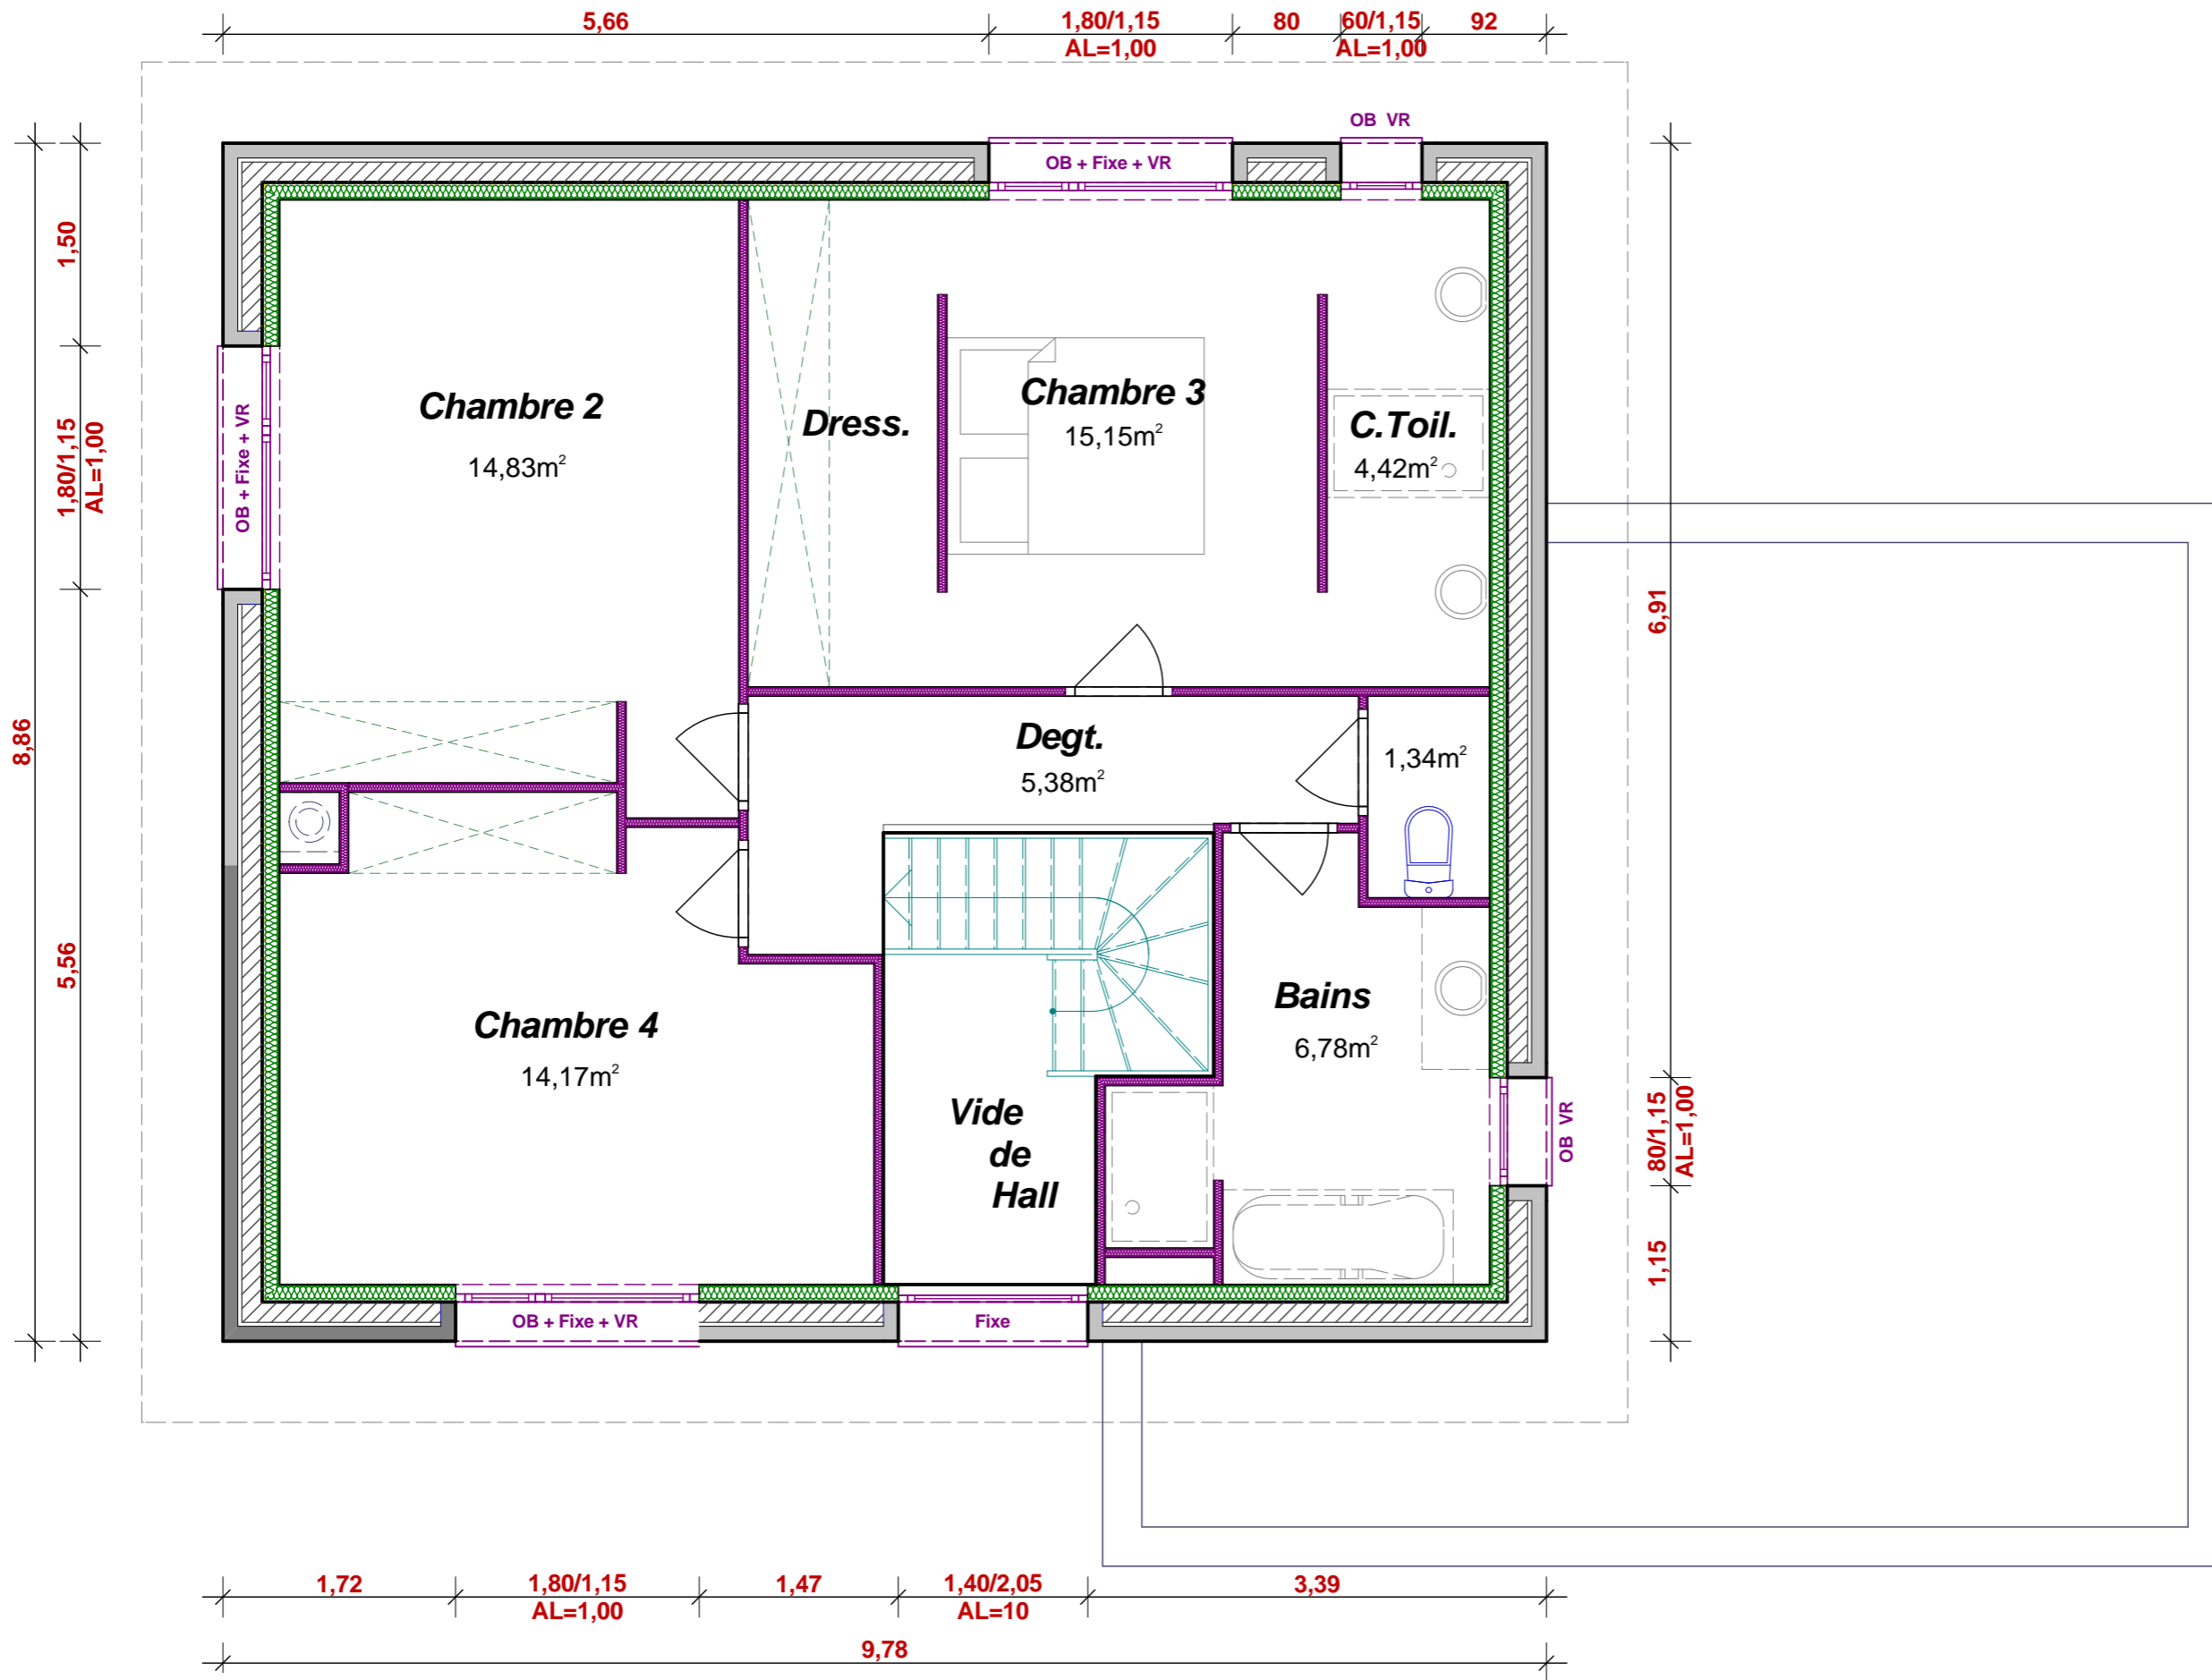 5,66
1,80/1,15
AL=1,00
80
60/1,15
AL=1,00
92
OB VR
OB + Fixe + VR
1,50
1,80/1,15
AL=1,00
OB + Fixe + VR
8,86
5,56
Chambre 2
14,83m²
Dress.
Chambre 3
15,15m²
C.Toil.
4,42m²
6,91
Degt.
5,38m²
1,34m²
Chambre 4
14,17m²
Bains
6,78m²
Vide
de
Hall
80/1,15
AL=1,00
OB VR
1,15
OB + Fixe + VR
Fixe
1,72
1,80/1,15
AL=1,00
1,47
1,40/2,05
AL=10
3,39
9,78